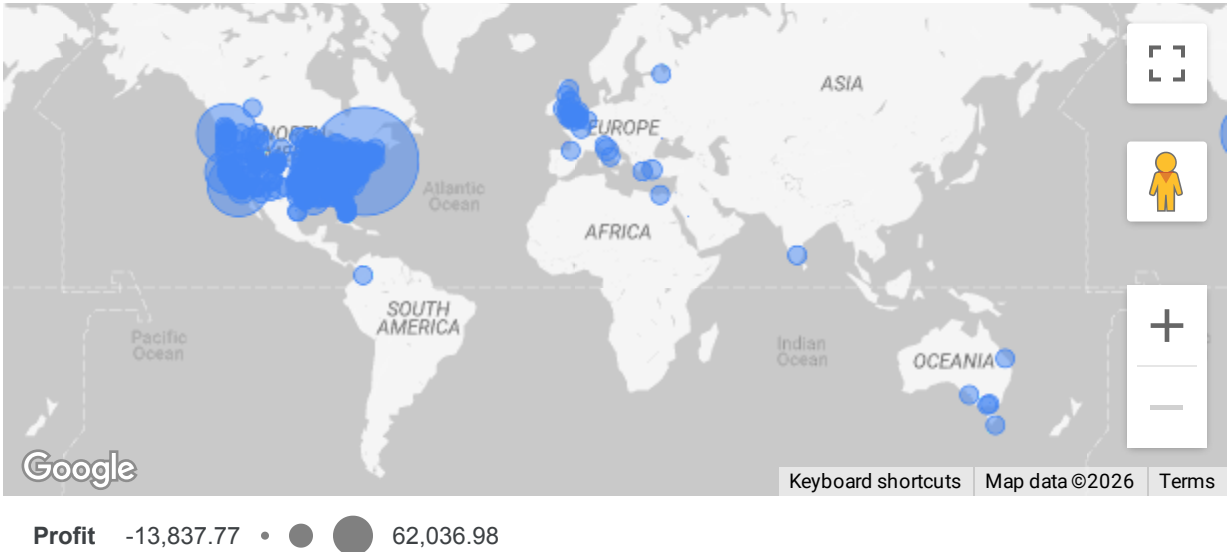 ASIA
NORTH
EUROPE
Atlantic
Ocean
AFRICA
SOUTH
AMERICA
Pacific
Ocean
Indian
Ocean
OCEANIA
Google
Keyboard shortcuts
Map data ©2026
Terms
Profit -13,837.77 62,036.98